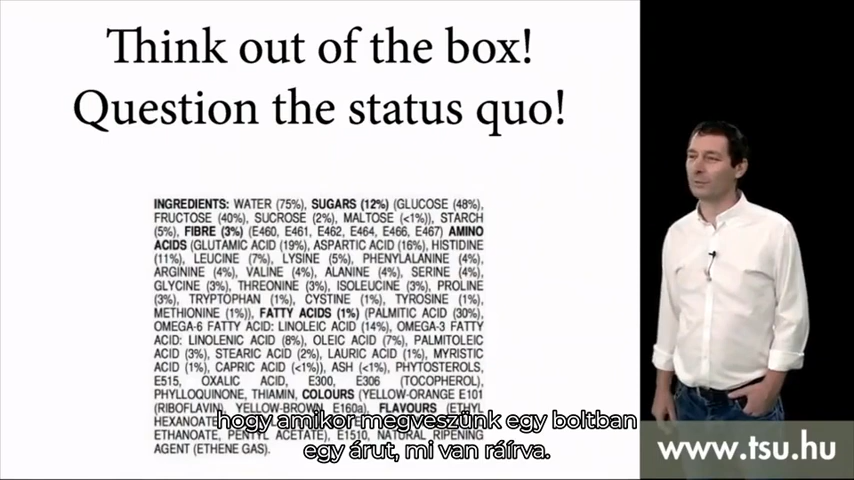 Think out of the box!
Question the status quo!
INGREDIENTS: WATER (75%), SUGARS (12%) (GLUCOSE (48%),
FRUCTOSE (40%), SUCROSE (2%), MALTOSE (<1%)), STARCH
(5%), FIBRE (3%) (E460, E461, E462, E464, E466, E467) AMINO
ACIDS (GLUTAMIC ACID (19%), ASPARTIC ACID (16%), HISTIDINE
(11%), LEUCINE (7%), LYSINE (5%), PHENYLALANINE (4%),
ARGININE (4%), VALINE (4%), ALANINE (4%), SERINE (4%),
GLYCINE (3%), THREONINE (3%), ISOLEUCINE (3%), PROLINE
(3%), TRYPTOPHAN (1%), CYSTINE (1%), TYROSINE (1%),
METHIONINE (1%)), FATTY ACIDS (1%) (PALMITIC ACID (30%),
OMEGA-6 FATTY ACID: LINOLEIC ACID (14%), OMEGA-3 FATTY
ACID: LINOLENIC ACID (8%), OLEIC ACID (7%), PALMITOLEIC
ACID (3%), STEARIC ACID (2%), LAURIC ACID (1%), MYRISTIC
ACID (1%), CAPRIC ACID (<1%)), ASH (<1%), PHYTOSTEROLS,
E515, OXALIC ACID, E300, E306 (TOCOPHEROL),
PHYLLOQUINONE, THIAMIN, COLOURS (YELLOW-ORANGE E101
(RIBOFLAVIN, YELLOW-BROWN E160a), FLAVOURS (ETHYL
HEXANOATE,
ETHANOATE, PENTYL ACETATE), E1510, NATURAL RIPENING
AGENT (ETHENE GAS).
hogy amikor megveszünk egy boltban
egy árut, mi van ráírva.
www.tsu.hu